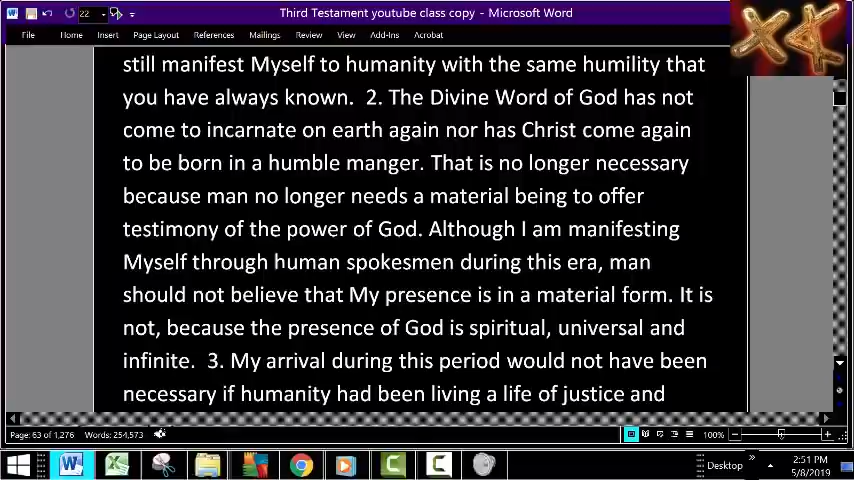 22
Third Testament youtube class copy - Microsoft Word
File Home Insert Page Layout References Mailings Review View Add-Ins Acrobat
still manifest Myself to humanity with the same humility that
you have always known.  2. The Divine Word of God has not
come to incarnate on earth again nor has Christ come again
to be born in a humble manger. That is no longer necessary
because man no longer needs a material being to offer
testimony of the power of God. Although I am manifesting
Myself through human spokesmen during this era, man
should not believe that My presence is in a material form. It is
not, because the presence of God is spiritual, universal and
infinite.  3. My arrival during this period would not have been
necessary if humanity had been living a life of justice and
Page: 63 of 1,276 Words: 254,573 100%
Desktop
2:51 PM
5/8/2019